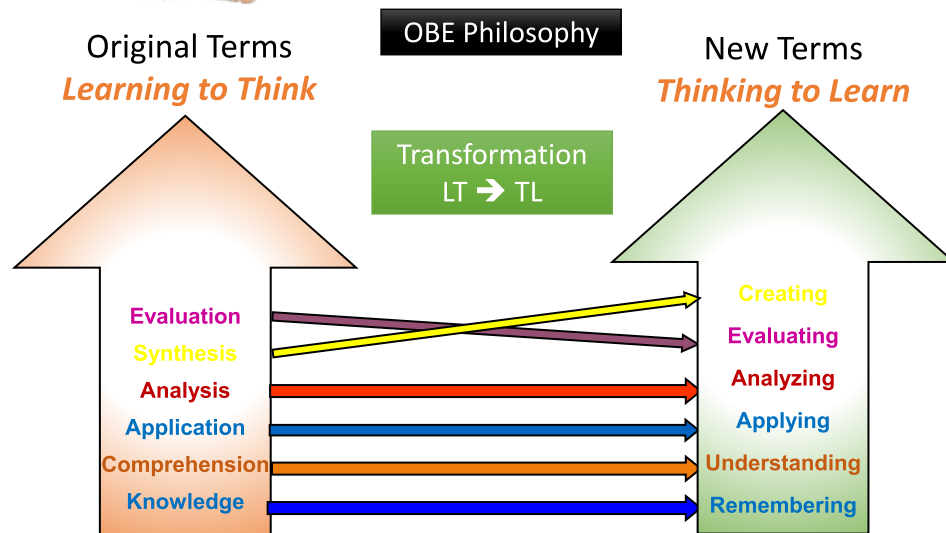 OBE Philosophy
Original Terms
Learning to Think
New Terms
Thinking to Learn
Transformation
LT ➔ TL
Evaluation
Synthesis
Analysis
Application
Comprehension
Knowledge
Creating
Evaluating
Analyzing
Applying
Understanding
Remembering